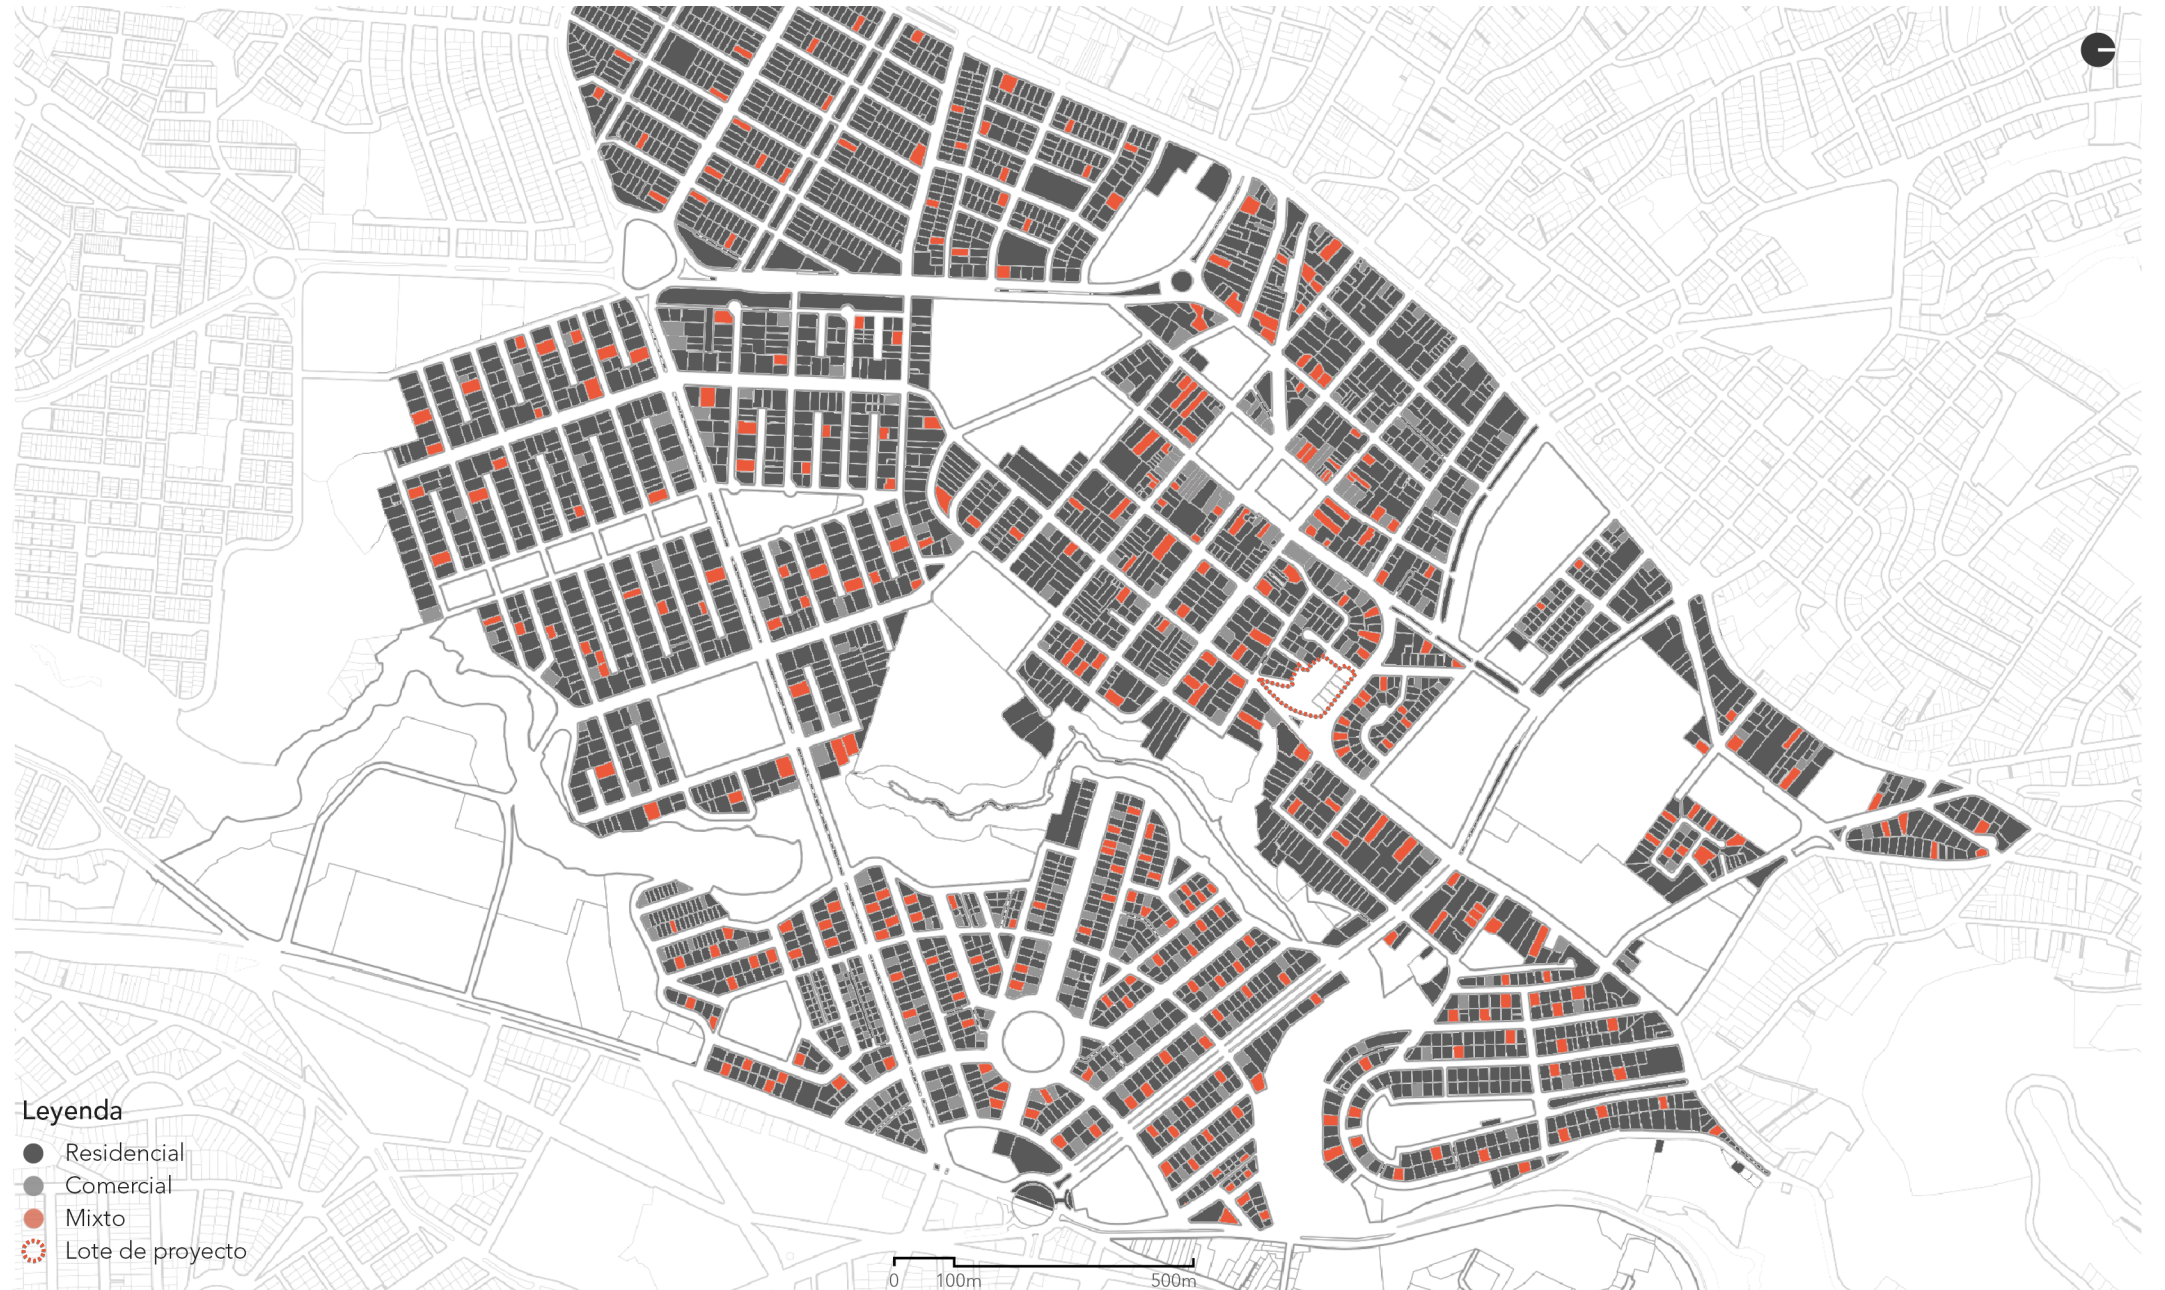 Leyenda
Residencial
Comercial
Mixto
Lote de proyecto
0 100m 500m